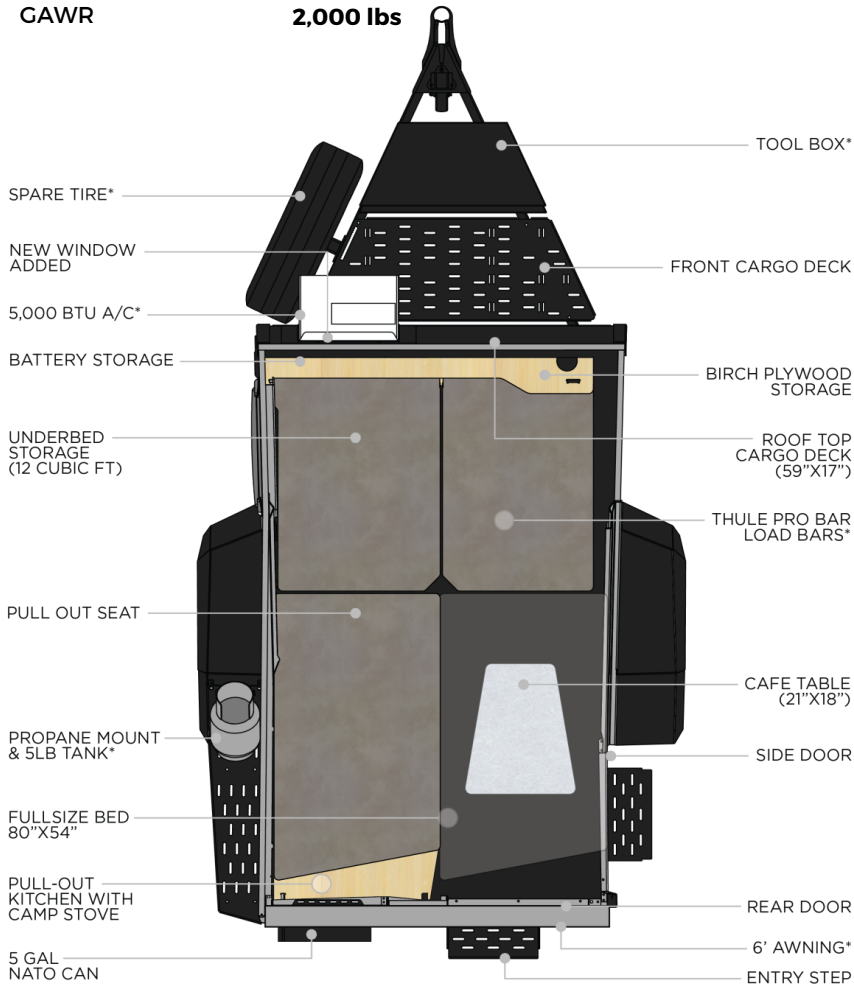 GAWR 2,000 lbs
TOOL BOX*
SPARE TIRE*
NEW WINDOW
ADDED
FRONT CARGO DECK
5,000 BTU A/C*
BATTERY STORAGE
BIRCH PLYWOOD
STORAGE
UNDERBED
STORAGE
(12 CUBIC FT)
ROOF TOP
CARGO DECK
(59”X17”)
THULE PRO BAR
LOAD BARS*
PULL OUT SEAT
CAFE TABLE
(21”X18”)
PROPANE MOUNT
& 5LB TANK*
SIDE DOOR
FULLSIZE BED
80”X54”
PULL-OUT
KITCHEN WITH
CAMP STOVE
REAR DOOR
5 GAL
NATO CAN
6’ AWNING*
ENTRY STEP